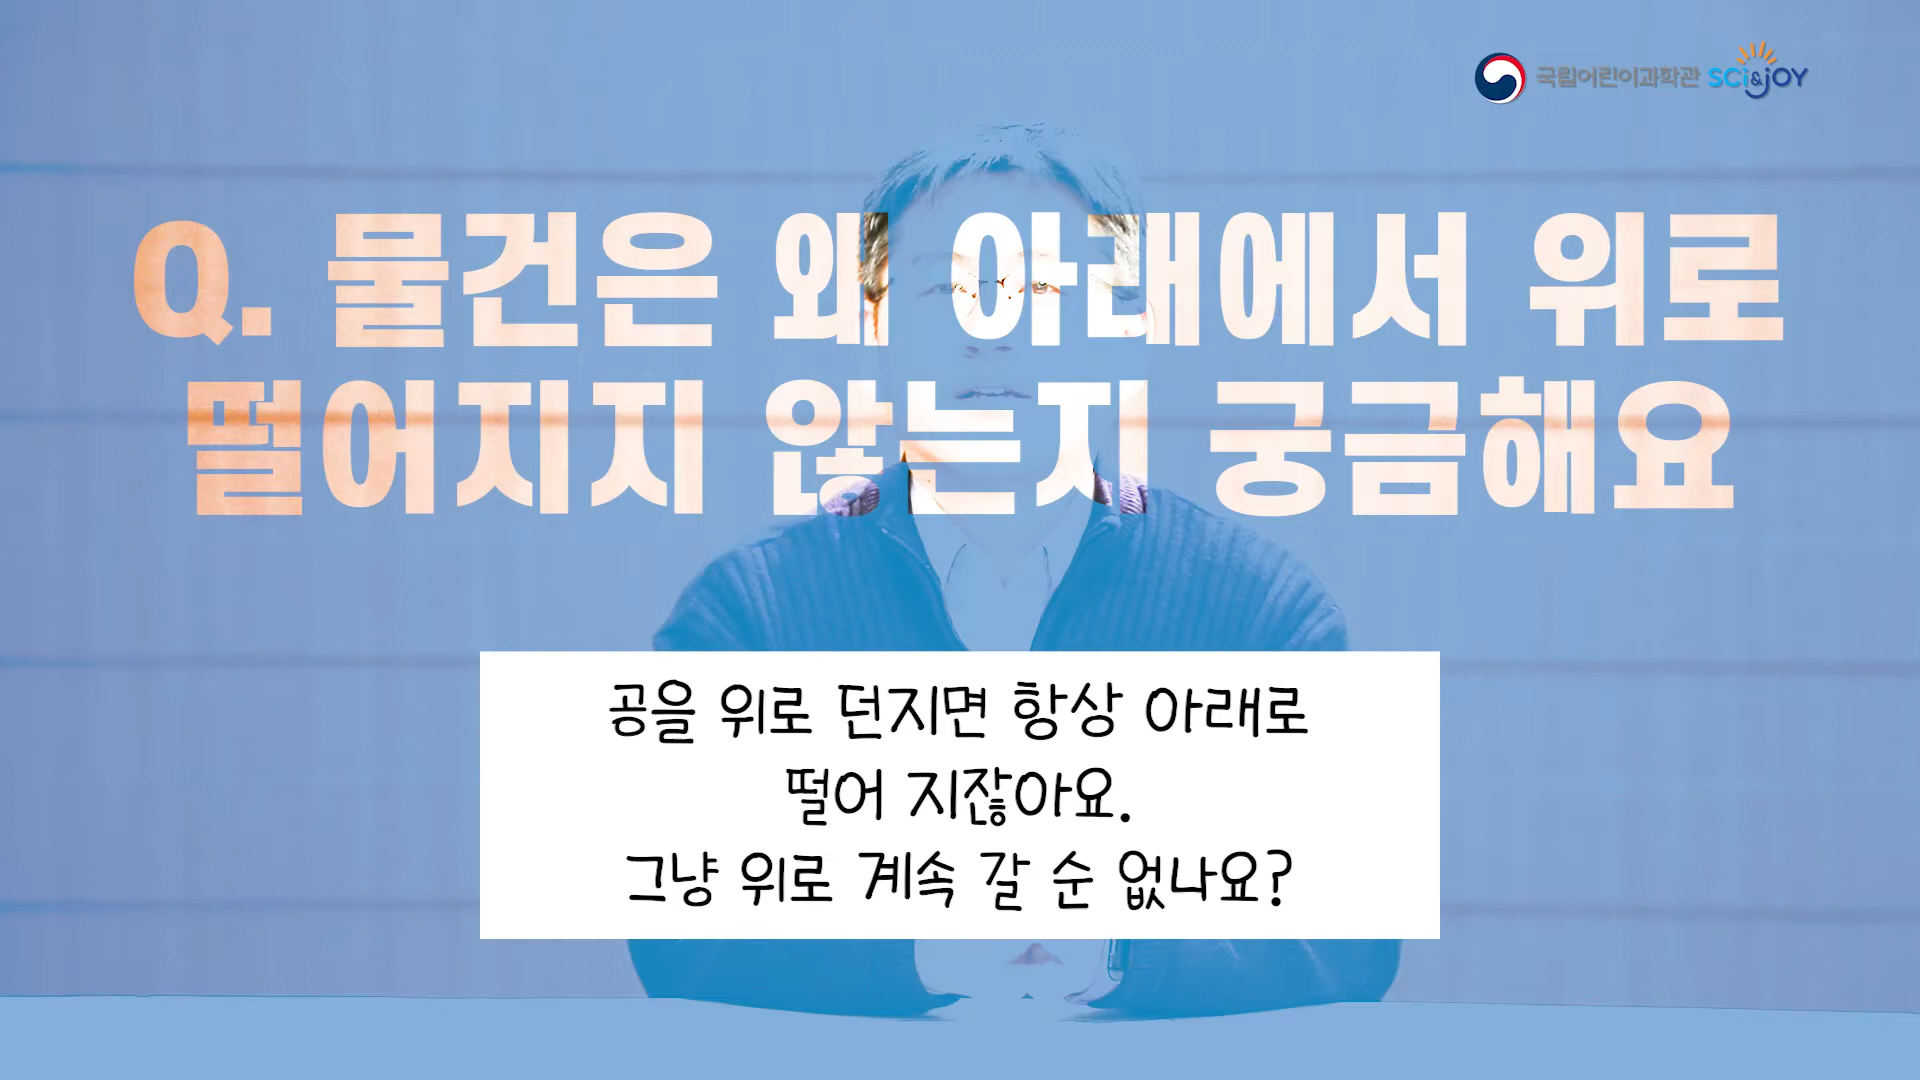 국립어린이과학관 SCi&jOY
Q. 물건은 왜 아래에서 위로
떨어지지 않는지 궁금해요
공을 위로 던지면 항상 아래로
떨어 지잖아요.
그냥 위로 계속 갈 순 없나요?